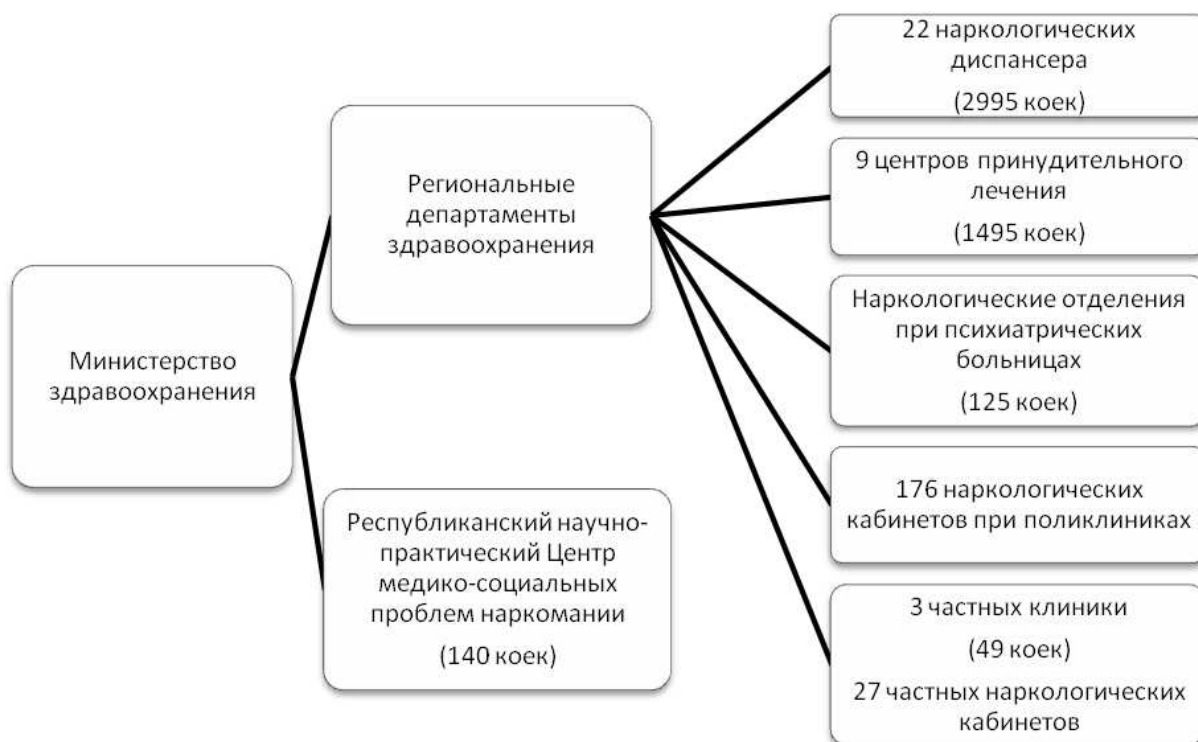 Министерство
здравоохранения
Региональные
департаменты
здравоохранения
Республиканский научно-
практический Центр
медико-социальных
проблем наркомании
(140 коек)
22 наркологических
диспансера
(2995 коек)
9 центров принудительного
лечения
(1495 коек)
Наркологические отделения
при психиатрических
больницах
(125 коек)
176 наркологических
кабинетов при поликлиниках
3 частных клиники
(49 коек)
27 частных наркологических
кабинетов